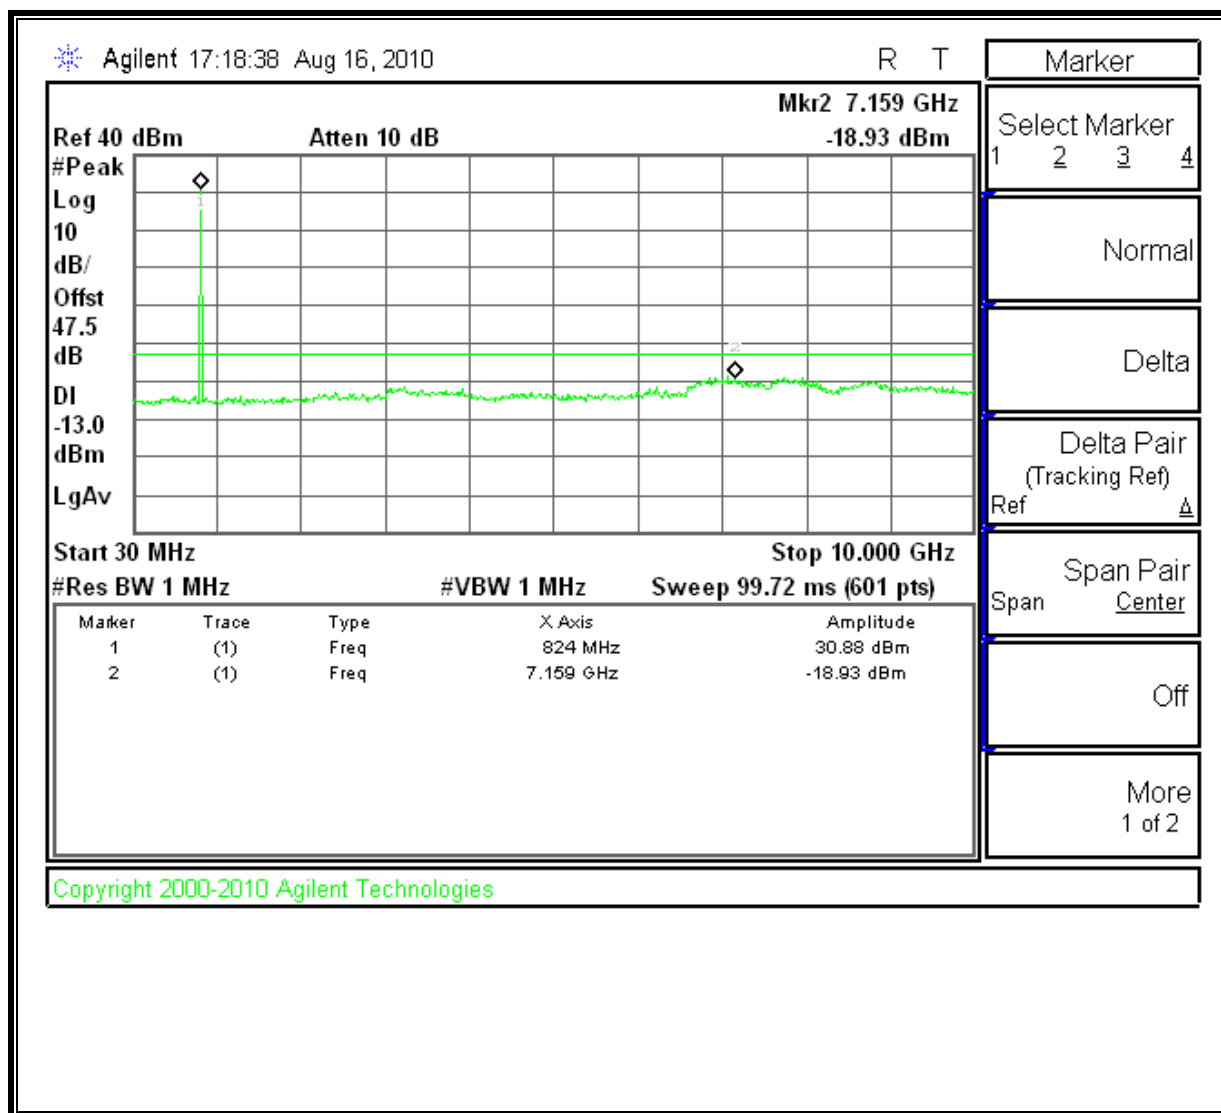 Agilent 17:18:38 Aug 16, 2010 R T
Mkr2 7.159 GHz
Ref 40 dBm Atten 10 dB -18.93 dBm
#Peak
Log
10
dB/
Offst
47.5
dB
DI
-13.0
dBm
LgAv
1
2
Start 30 MHz Stop 10.000 GHz
#Res BW 1 MHz #VBW 1 MHz Sweep 99.72 ms (601 pts)
Marker Trace Type X Axis Amplitude
1 (1) Freq 824 MHz 30.88 dBm
2 (1) Freq 7.159 GHz -18.93 dBm
Marker
Select Marker
1 2 3 4
Normal
Delta
Delta Pair
(Tracking Ref)
Ref Δ
Span Pair
Span Center
Off
More
1 of 2
Copyright 2000-2010 Agilent Technologies